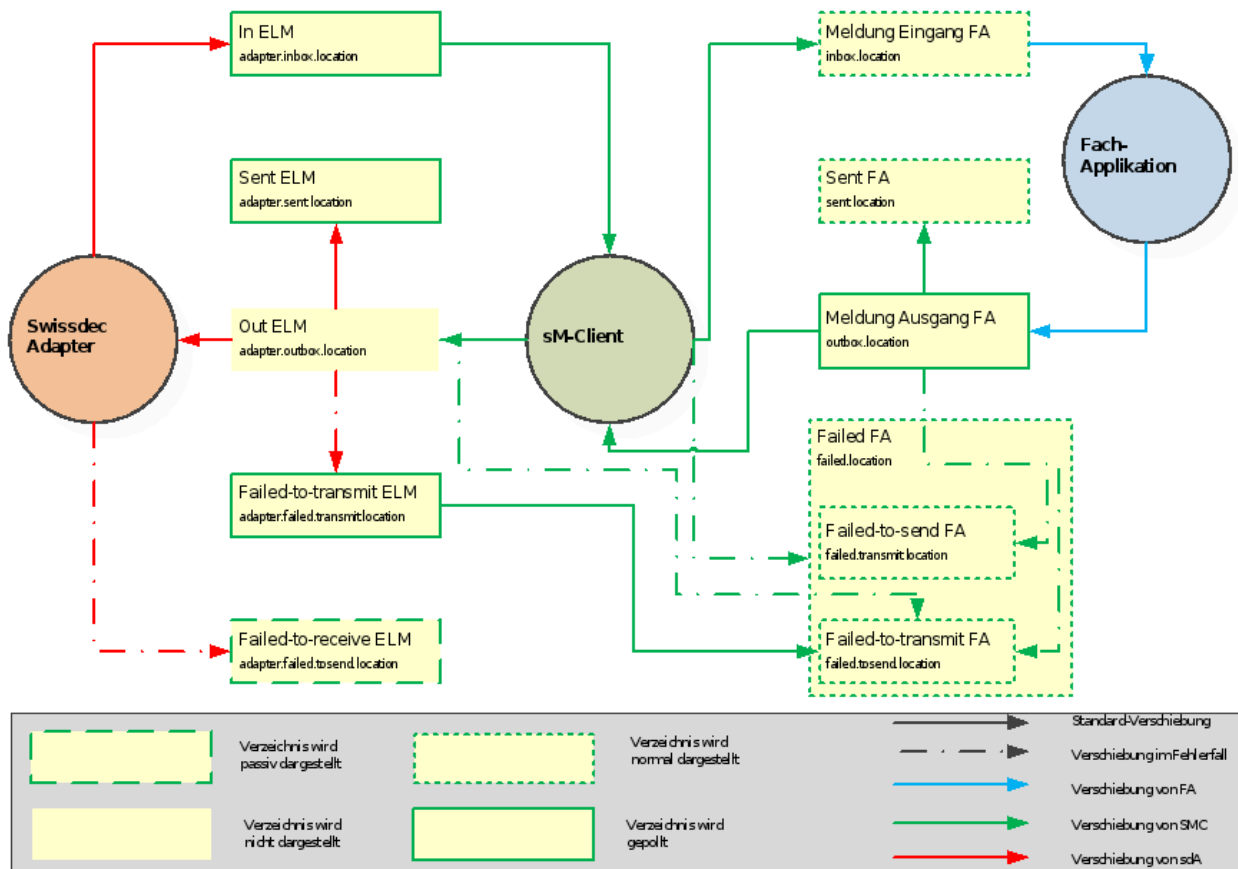 In ELM
adapter.inbox.location
Meldung Eingang FA
inbox.location
Fach-
Applikation
Sent ELM
adapter.sent.location
Sent FA
sent.location
Swissdec
Adapter
Out ELM
adapter.outbox.location
sM-Client
Meldung Ausgang FA
outbox.location
Failed FA
failed.location
Failed-to-transmit ELM
adapter.failed.transmit.location
Failed-to-send FA
failed.transmit.location
Failed-to-receive ELM
adapter.failed.tosend.location
Failed-to-transmit FA
failed.tosend.location
Verzeichnis wird
passiv dargestellt
Verzeichnis wird
normal dargestellt
Verzeichnis wird
nicht dargestellt
Verzeichnis wird
gepollt
Standard-Verschiebung
Verschiebung im Fehlerfall
Verschiebung von FA
Verschiebung von SMC
Verschiebung von sdA